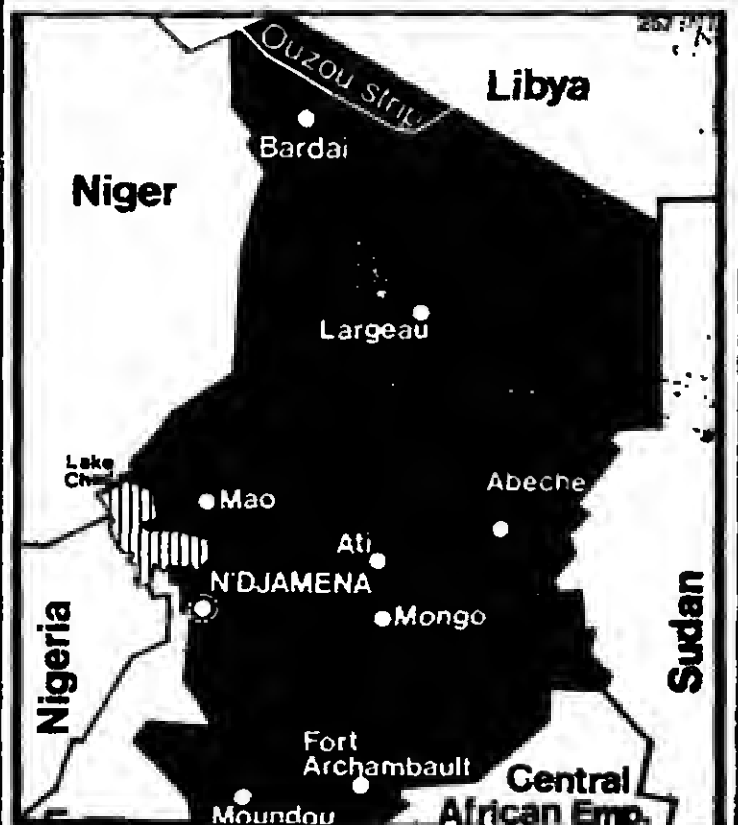 Ouzou strip
Libya
Bardai
Niger
Largeau
Lake
Mao
Abeche
Ati
N'DJAMENA
Mongo
Nigeria
Sudan
Fort
Archambault
Moundou
Central
African Emp.